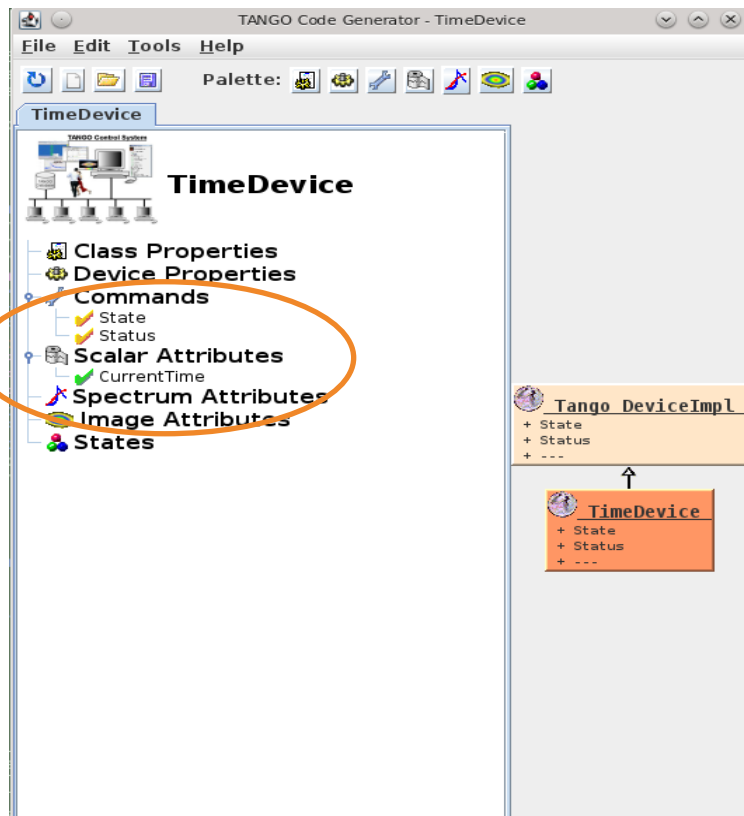 TANGO Code Generator - TimeDevice
File Edit Tools Help
Palette:
TimeDevice
TANGO Control System
TimeDevice
Class Properties
Device Properties
Commands
State
Status
Scalar Attributes
CurrentTime
Spectrum Attributes
Image Attributes
States
Tango DeviceImpl
+ State
+ Status
+ ---
TimeDevice
+ State
+ Status
+ ---